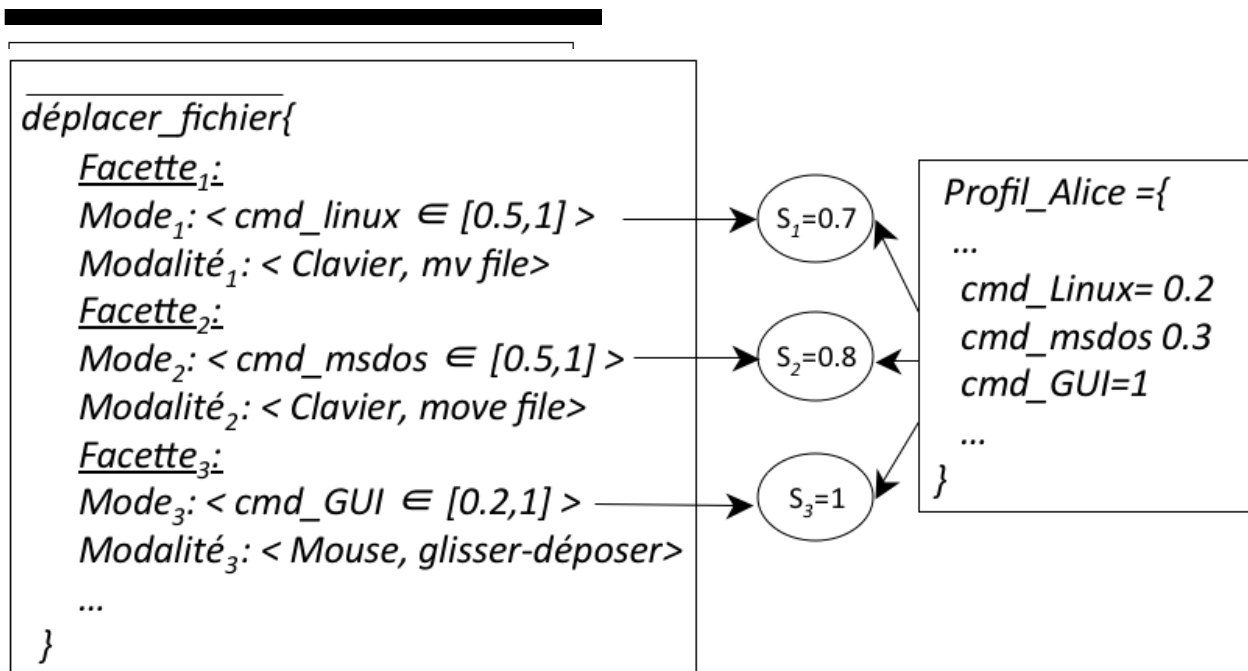 déplacer_fichier{
Facette1:
Mode1: < cmd_linux ∈ [0.5,1] >
Modalité1: < Clavier, mv file>
Facette2:
Mode2: < cmd_msdos ∈ [0.5,1] >
Modalité2: < Clavier, move file>
Facette3:
Mode3: < cmd_GUI ∈ [0.2,1] >
Modalité3: < Mouse, glisser-déposer>
...
}
S1=0.7
S2=0.8
S3=1
Profil_Alice ={
...
cmd_Linux= 0.2
cmd_msdos 0.3
cmd_GUI=1
...
}